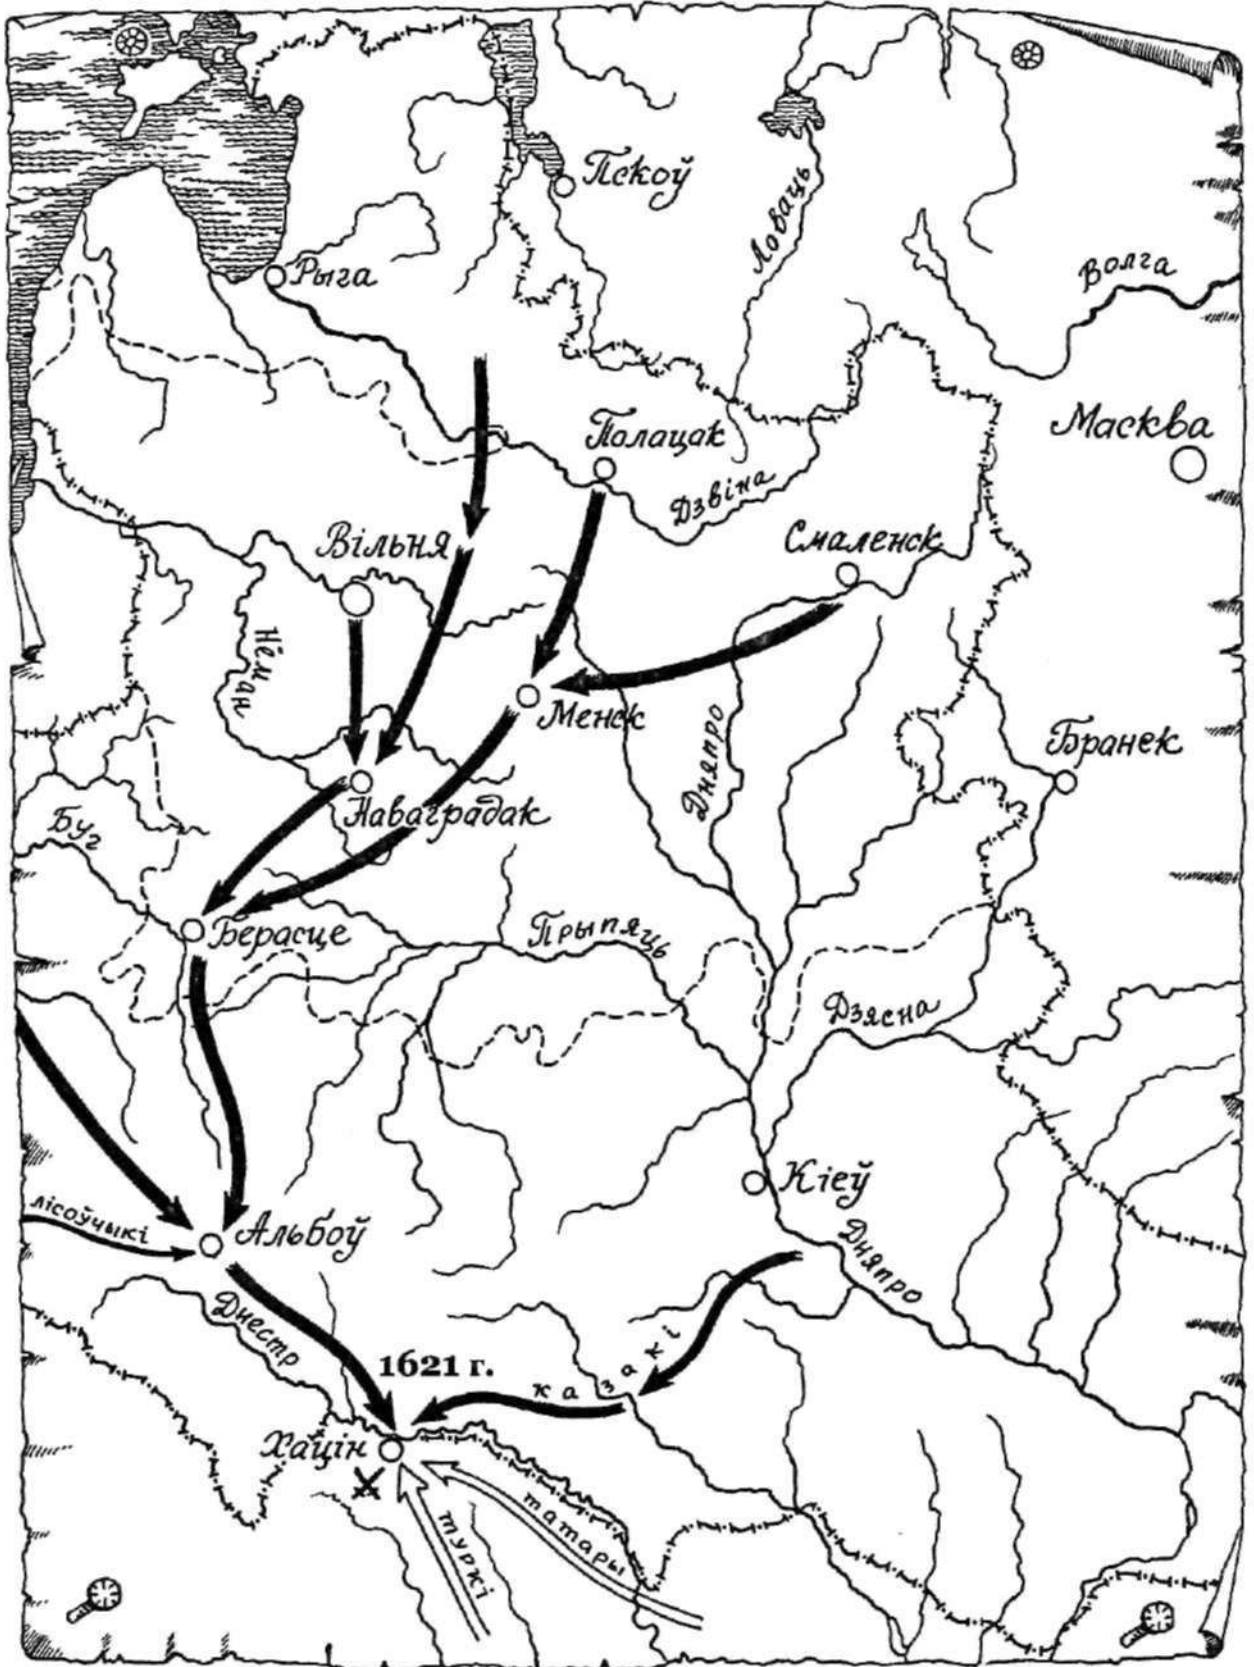 Пскоў
Ловаць
Рыга
Волга
Масква
Полацак
Дзвіна
Смаленск
Вільня
Нёман
Менск
Дняпро
Бранск
Наваградак
Буг
Берасце
Прыпяць
Дзясна
Кіеў
лісоўчыкі
Альбоў
Дняпро
Днестр
1621 г.
казакі
Хацін
туркі
татары